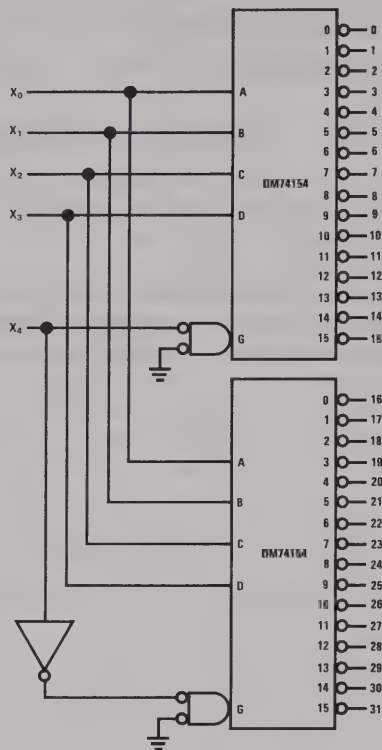 0 0
1 1
2 2
X0 A 3 3
4 4
X1 B 5 5
6 6
X2 C 7 7
DM74154
8 8
X3 D 9 9
10 10
11 11
12 12
13 13
X4 14 14
G 15 15
0 16
1 17
2 18
A 3 19
4 20
B 5 21
6 22
C 7 23
DM74154
8 24
D 9 25
10 26
11 27
12 28
13 29
14 30
G 15 31